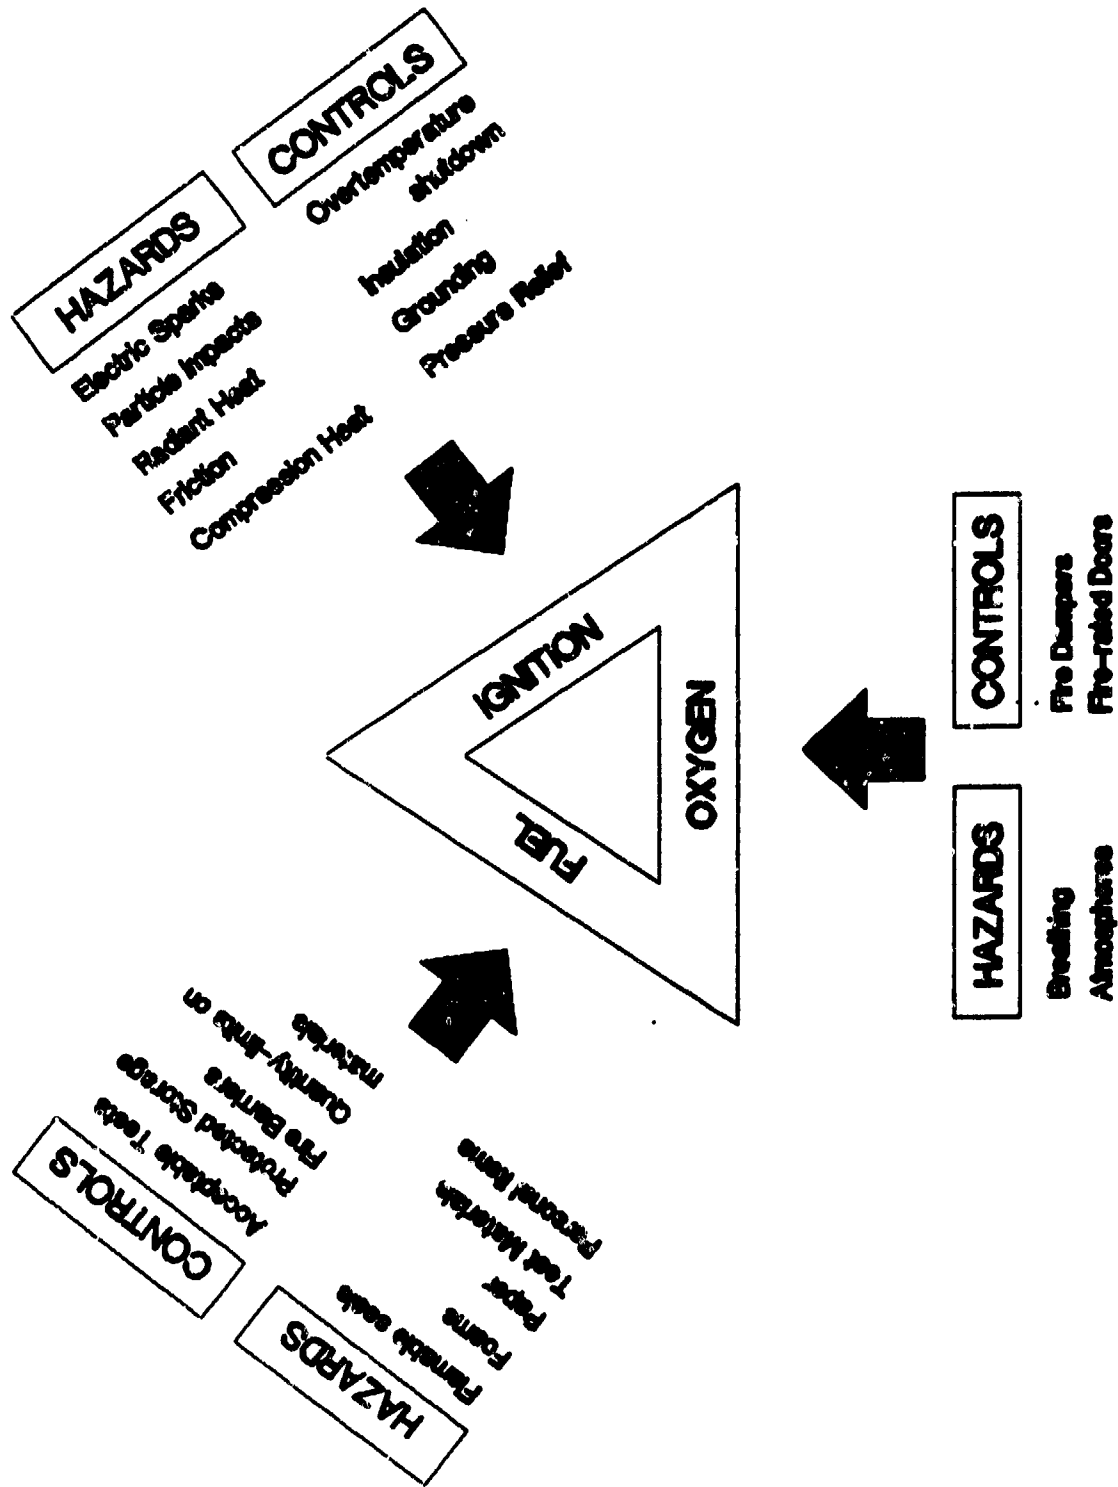 CONTROLS
Acceptable Tests
Protected Storage
Fire Barriers
Quantity-limits on
materials
HAZARDS
Flamable seals
Foams
Paper
Test Materials
Personal Items
HAZARDS
Electric Sparks
Particle Impacts
Radiant Heat
Friction
Compression Heat
CONTROLS
Overtemperature
shutdown
Insulation
Grounding
Pressure Relief
FUEL
IGNITION
OXYGEN
HAZARDS
Breathing
Atmospheres
CONTROLS
Fire Dampers
Fire-rated Doors